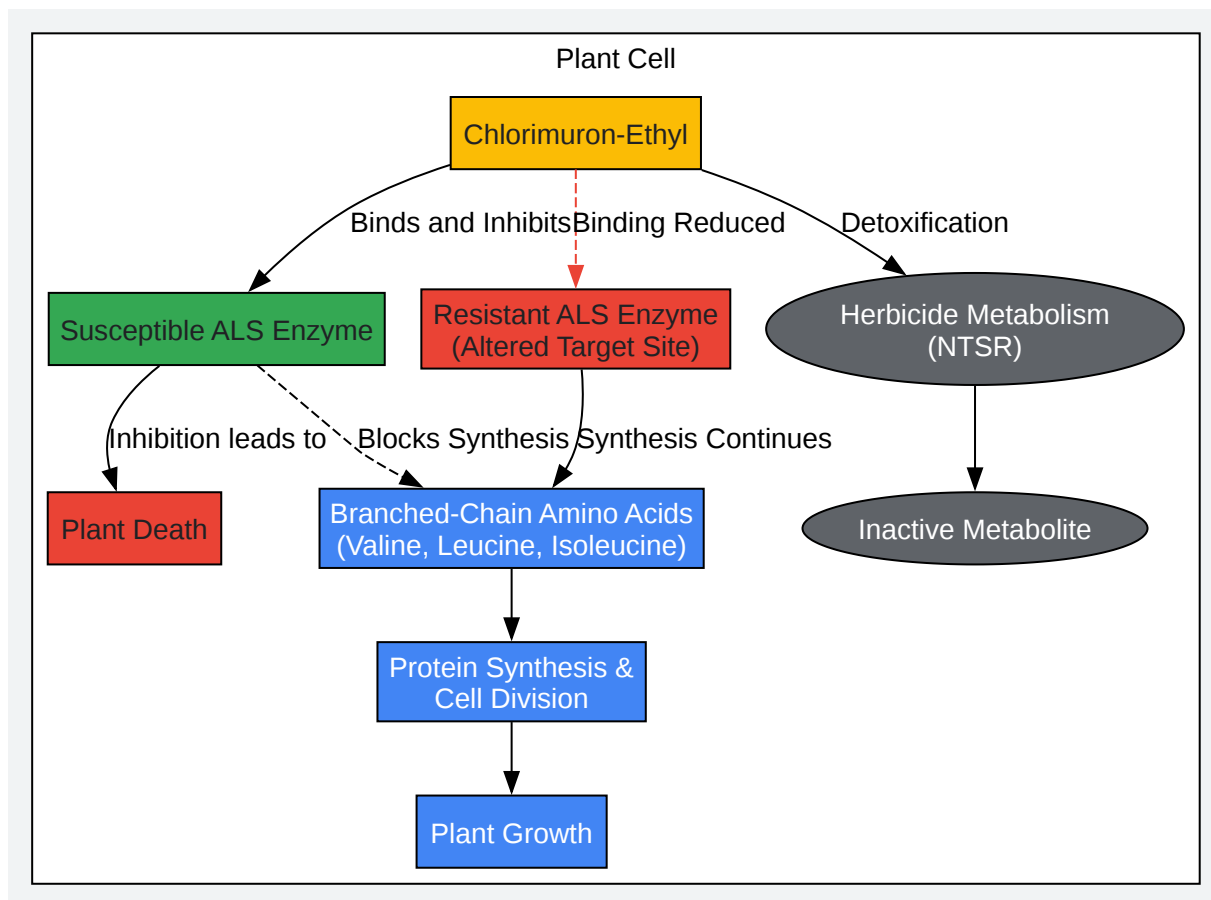 Plant Cell
Chlorimuron-Ethyl
Binds and Inhibits
Binding Reduced
Detoxification
Susceptible ALS Enzyme
Resistant ALS Enzyme
(Altered Target Site)
Herbicide Metabolism
(NTSR)
Inhibition leads to
Blocks Synthesis
Synthesis Continues
Plant Death
Branched-Chain Amino Acids
(Valine, Leucine, Isoleucine)
Inactive Metabolite
Protein Synthesis &
Cell Division
Plant Growth